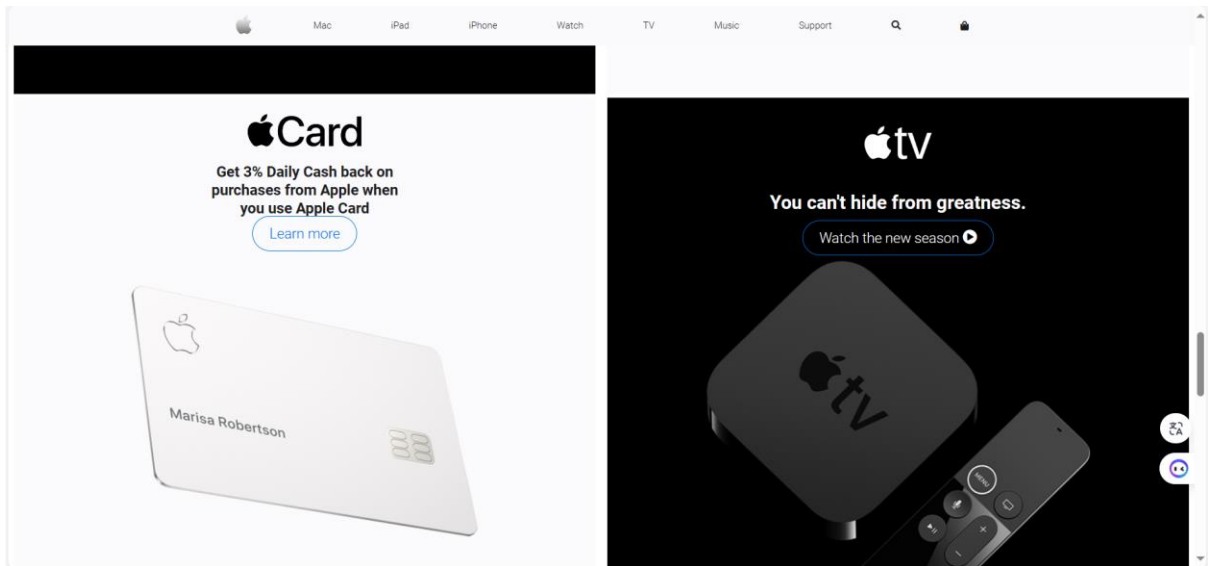 Mac iPad iPhone Watch TV Music Support
Card
Get 3% Daily Cash back on
purchases from Apple when
you use Apple Card
Learn more
Marisa Robertson
tv
You can't hide from greatness.
Watch the new season
tv
MENU
+
−